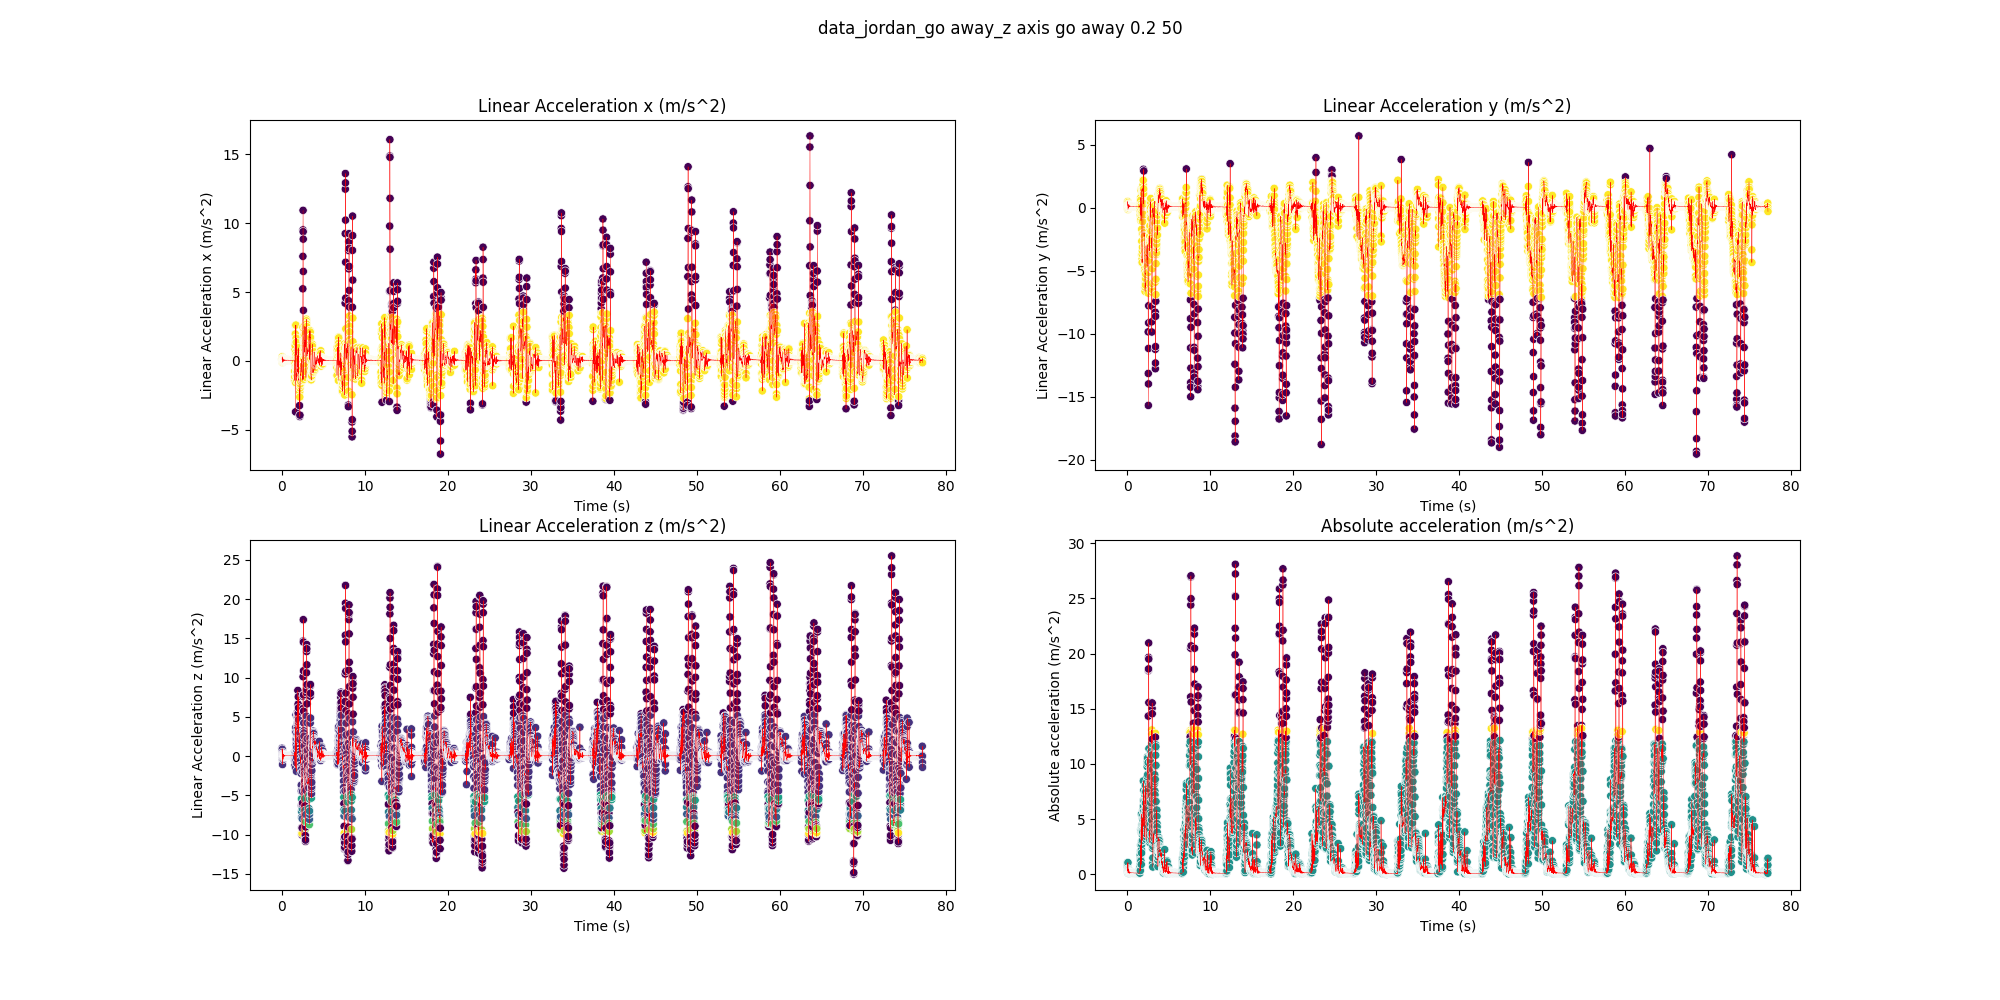 data_jordan_go away_z axis go away 0.2 50
Linear Acceleration x (m/s^2)
Linear Acceleration x (m/s^2)
15
10
5
0
−5
0 10 20 30 40 50 60 70 80
Time (s)
Linear Acceleration y (m/s^2)
Linear Acceleration y (m/s^2)
5
0
−5
−10
−15
−20
0 10 20 30 40 50 60 70 80
Time (s)
Linear Acceleration z (m/s^2)
Linear Acceleration z (m/s^2)
25
20
15
10
5
0
−5
−10
−15
0 10 20 30 40 50 60 70 80
Time (s)
Absolute acceleration (m/s^2)
Absolute acceleration (m/s^2)
30
25
20
15
10
5
0
0 10 20 30 40 50 60 70 80
Time (s)